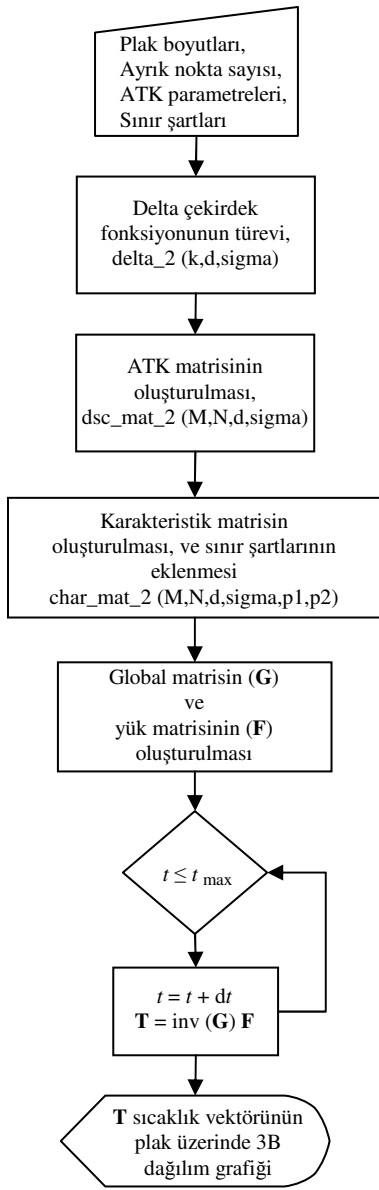 Plak boyutları,
Ayrık nokta sayısı,
ATK parametreleri,
Sınır şartları
Delta çekirdek
fonksiyonunun türevi,
delta_2 (k,d,sigma)
ATK matrisinin
oluşturulması,
dsc_mat_2 (M,N,d,sigma)
Karakteristik matrisin
oluşturulması, ve sınır şartlarının
eklenmesi
char_mat_2 (M,N,d,sigma,p1,p2)
Global matrisin (G)
ve
yük matrisinin (F)
oluşturulması
t ≤ t max
t = t + dt
T = inv (G) F
T sıcaklık vektörünün
plak üzerinde 3B
dağılım grafiği